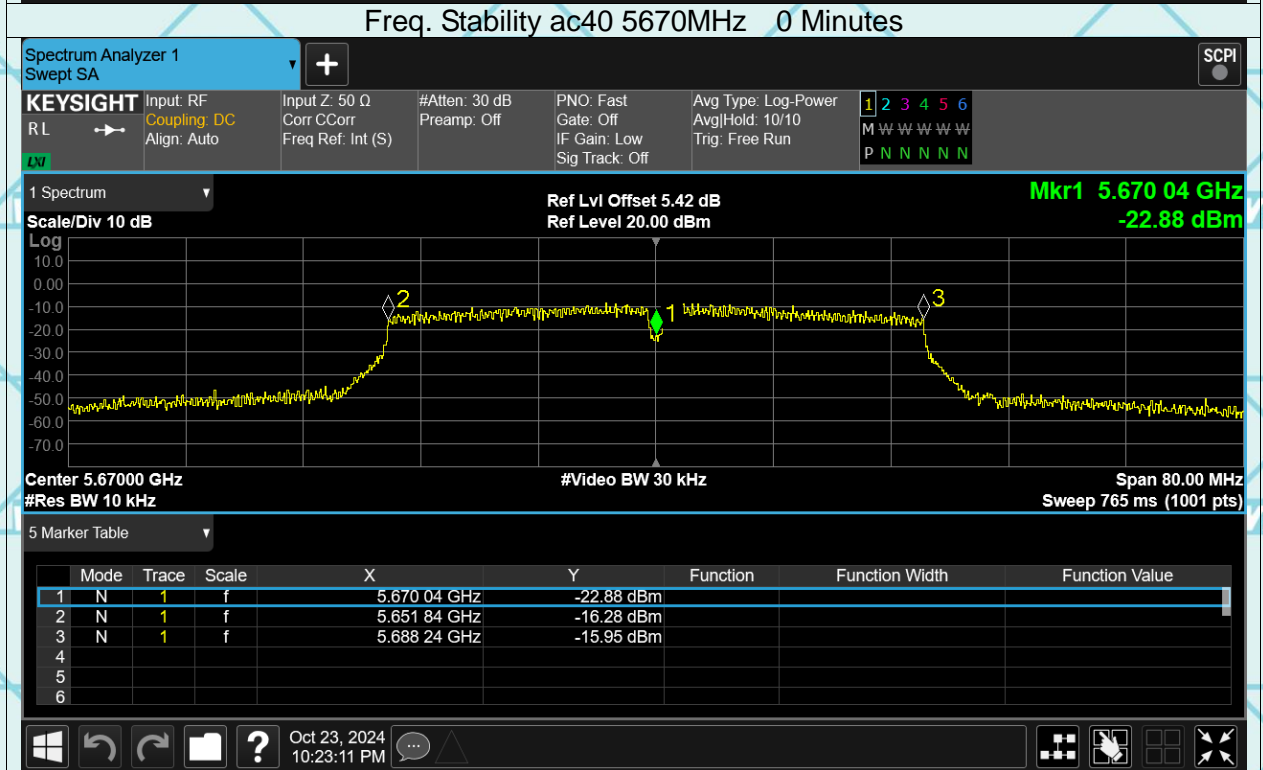 Freq. Stability ac40 5670MHz 0 Minutes
Spectrum Analyzer 1
Swept SA
+
SCPI
KEYSIGHT
RL
LXI
Input: RF
Coupling: DC
Align: Auto
Input Z: 50 Ω
Corr CCorr
Freq Ref: Int (S)
#Atten: 30 dB
Preamp: Off
PNO: Fast
Gate: Off
IF Gain: Low
Sig Track: Off
Avg Type: Log-Power
Avg|Hold: 10/10
Trig: Free Run
1 2 3 4 5 6
M W W W W W
P N N N N N
1 Spectrum
Scale/Div 10 dB
Ref Lvl Offset 5.42 dB
Ref Level 20.00 dBm
Mkr1 5.670 04 GHz
-22.88 dBm
Log
10.0
0.00
-10.0
-20.0
-30.0
-40.0
-50.0
-60.0
-70.0
2
1
3
Center 5.67000 GHz
#Video BW 30 kHz
Span 80.00 MHz
#Res BW 10 kHz
Sweep 765 ms (1001 pts)
5 Marker Table
Mode Trace Scale X Y Function Function Width Function Value
1 N 1 f 5.670 04 GHz -22.88 dBm
2 N 1 f 5.651 84 GHz -16.28 dBm
3 N 1 f 5.688 24 GHz -15.95 dBm
4
5
6
?
Oct 23, 2024
10:23:11 PM